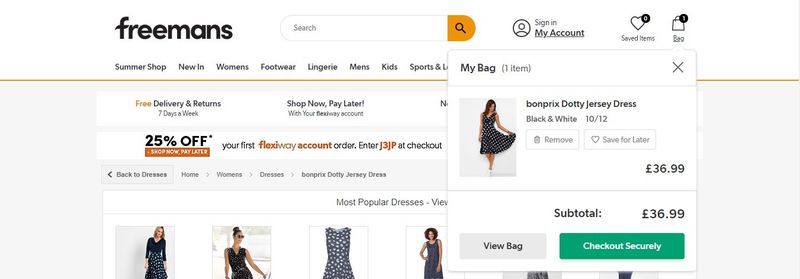 freemans
Search
Sign in
My Account
0
Saved Items
1
Bag
Summer Shop New In Womens Footwear Lingerie Mens Kids Sports & L
My Bag (1 item)
bonprix Dotty Jersey Dress
Black & White 10/12
Remove Save for Later
£36.99
Subtotal: £36.99
View Bag Checkout Securely
Free Delivery & Returns
7 Days a Week
Shop Now, Pay Later!
With Your flexiway account
N
25% OFF*
+ SHOP NOW, PAY LATER
your first flexiway account order. Enter J3JP at checkout
Back to Dresses Home Womens Dresses bonprix Dotty Jersey Dress
Most Popular Dresses - View